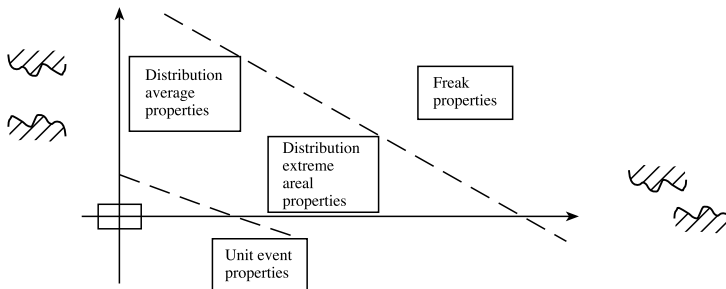 Distribution
average
properties
Freak
properties
Distribution
extreme
areal
properties
Unit event
properties